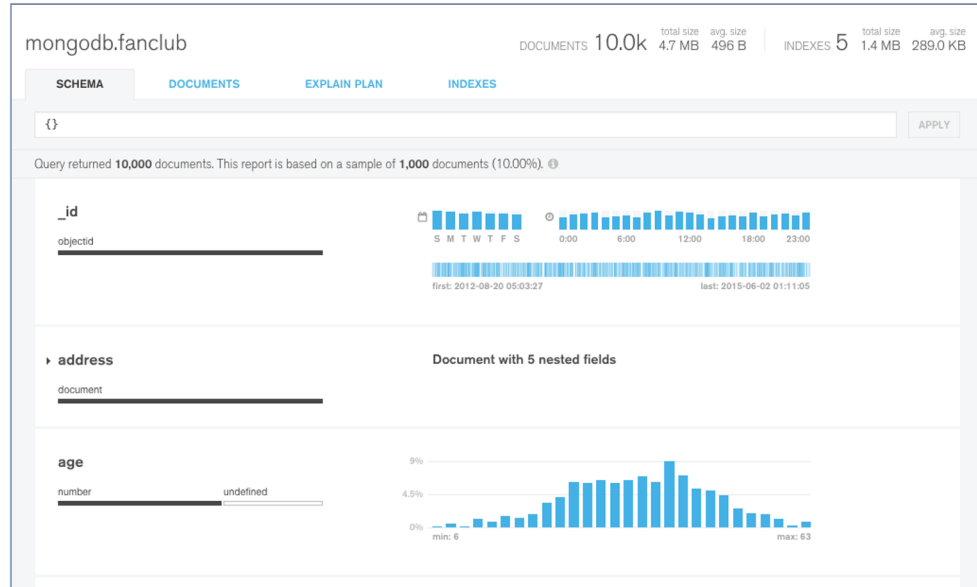 mongodb.fanclub
DOCUMENTS 10.0k total size 4.7 MB avg. size 496 B INDEXES 5 total size 1.4 MB avg. size 289.0 KB
SCHEMA DOCUMENTS EXPLAIN PLAN INDEXES
{} APPLY
Query returned 10,000 documents. This report is based on a sample of 1,000 documents (10.00%).
_id
objectid
S M T W T F S 0:00 6:00 12:00 18:00 23:00
first: 2012-08-20 05:03:27 last: 2015-06-02 01:11:05
address Document with 5 nested fields
document
age
number undefined
9%
4.5%
0%
min: 6 max: 63